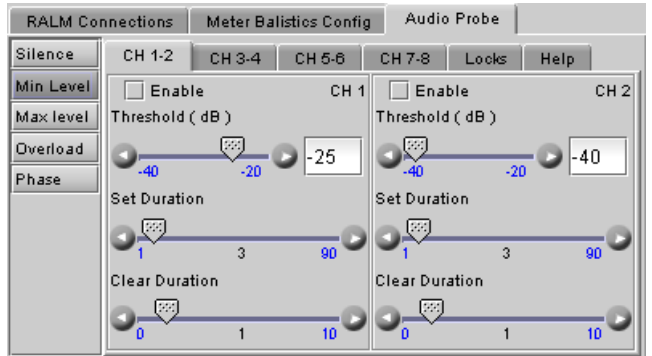 RALM Connections Meter Balistics Config Audio Probe
Silence
Min Level
Max level
Overload
Phase
CH 1-2 CH 3-4 CH 5-6 CH 7-8 Locks Help
Enable CH 1
Threshold ( dB )
-25
-40 -20
Set Duration
1 3 90
Clear Duration
0 1 10
Enable CH 2
Threshold ( dB )
-40
-40 -20
Set Duration
1 3 90
Clear Duration
0 1 10